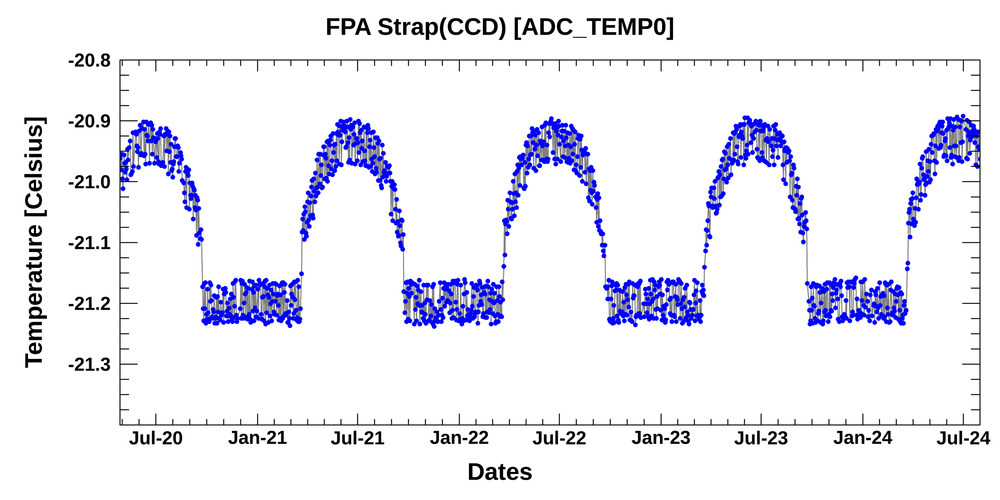 FPA Strap(CCD) [ADC_TEMP0]
Temperature [Celsius]
-20.8
-20.9
-21.0
-21.1
-21.2
-21.3
Jul-20 Jan-21 Jul-21 Jan-22 Jul-22 Jan-23 Jul-23 Jan-24 Jul-24
Dates